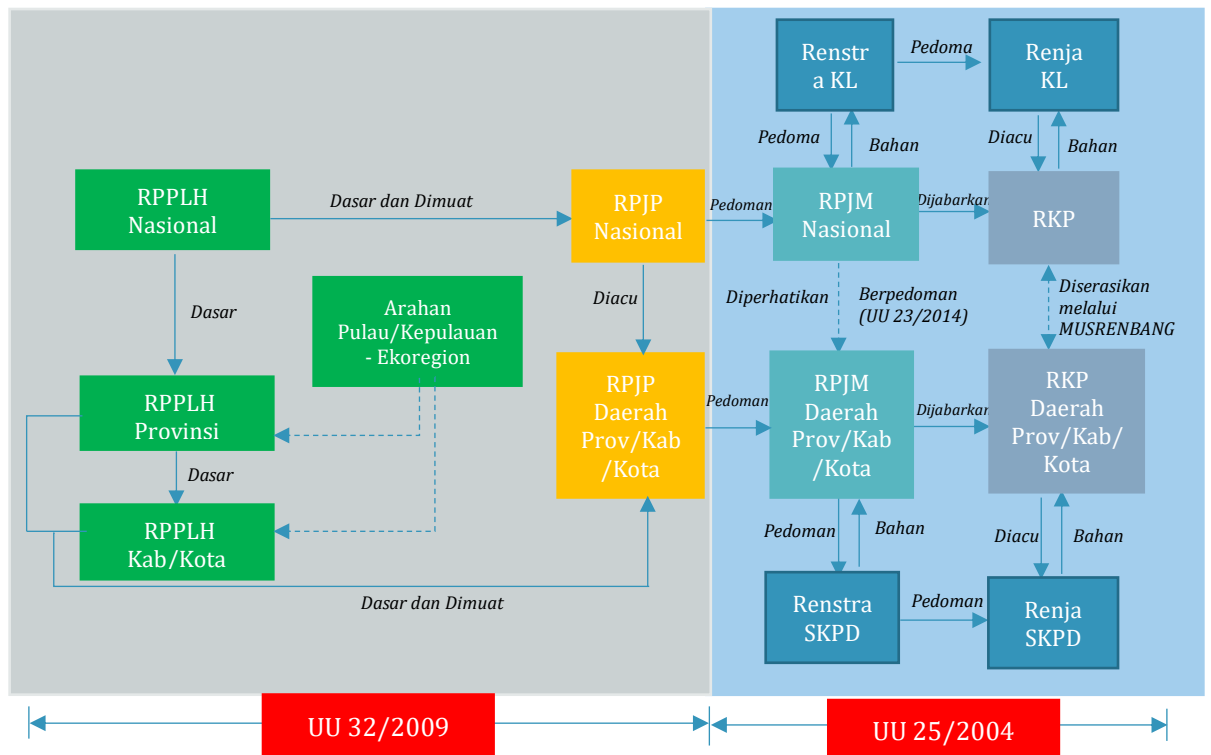 Renstr
a KL
Pedoma
Renja
KL
Pedoma
Bahan
Diacu
Bahan
RPPLH
Nasional
Dasar dan Dimuat
RPJP
Nasional
Pedoman
RPJM
Nasional
Dijabarkan
RKP
Dasar
Arahan
Pulau/Kepulauan
- Ekoregion
Diacu
Diperhatikan
Berpedoman
(UU 23/2014)
Diserasikan
melalui
MUSRENBANG
RPPLH
Provinsi
RPJP
Daerah
Prov/Kab
/Kota
Pedoman
RPJM
Daerah
Prov/Kab
/Kota
Dijabarkan
RKP
Daerah
Prov/Kab/
Kota
Dasar
RPPLH
Kab/Kota
Pedoman
Bahan
Diacu
Bahan
Dasar dan Dimuat
Renstra
SKPD
Pedoman
Renja
SKPD
UU 32/2009
UU 25/2004